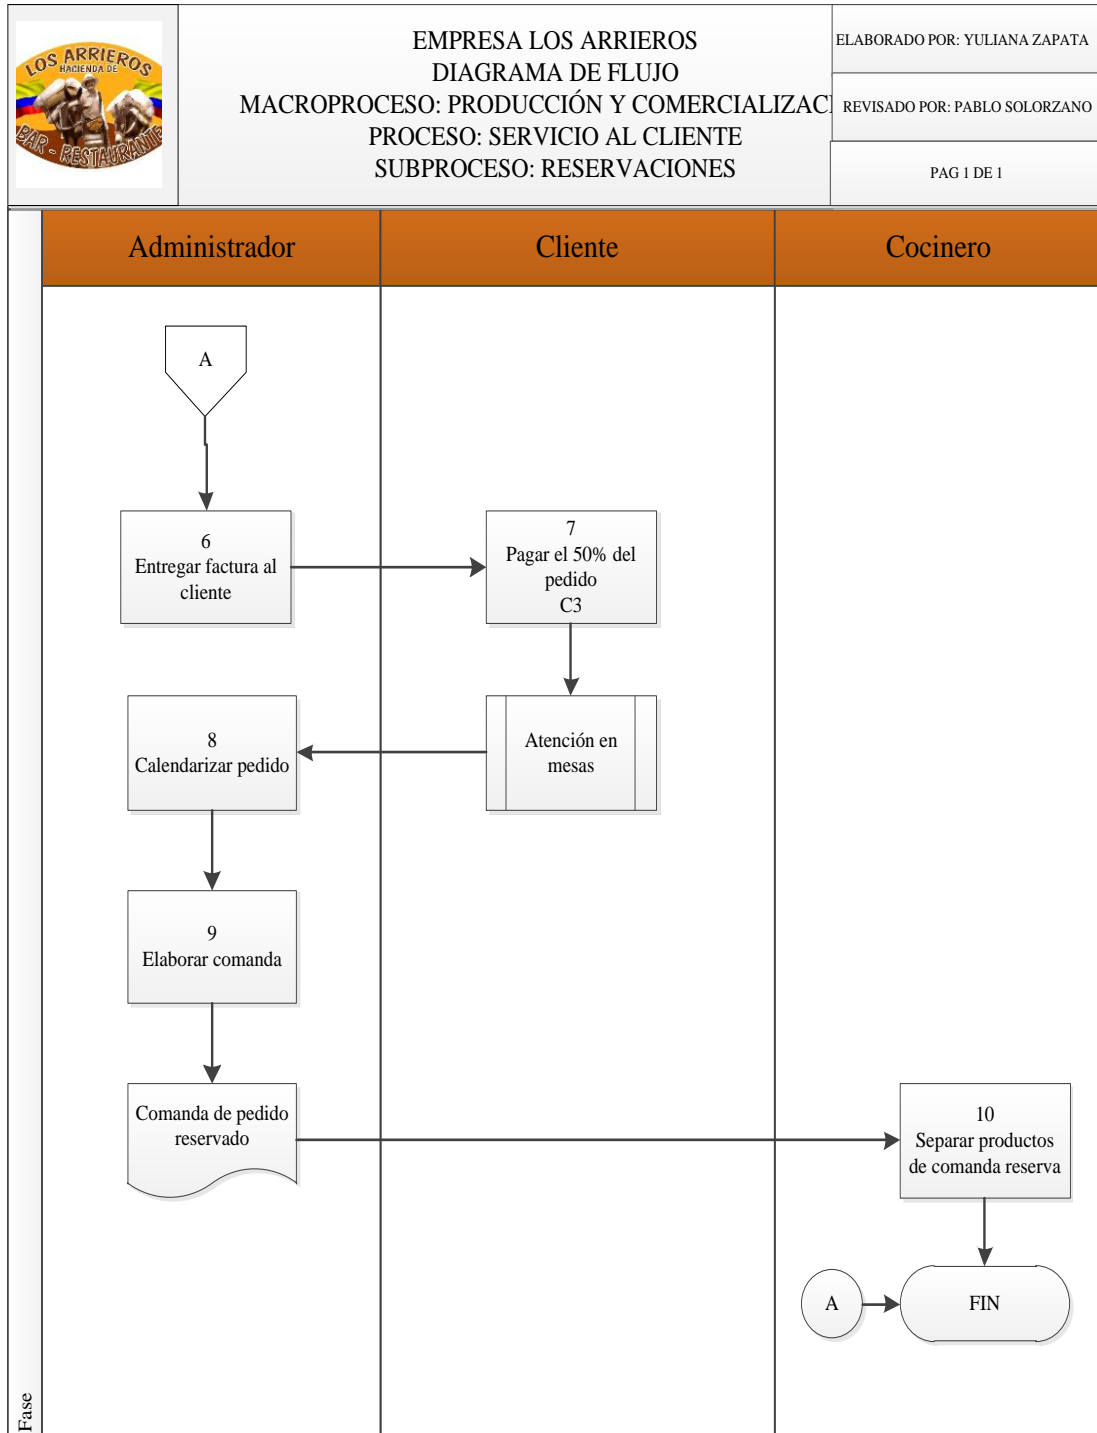 LOS ARRIEROS
HACIENDA DE
BAR - RESTAURANTE
EMPRESA LOS ARRIEROS
DIAGRAMA DE FLUJO
MACROPROCESO: PRODUCCIÓN Y COMERCIALIZACI
PROCESO: SERVICIO AL CLIENTE
SUBPROCESO: RESERVACIONES
ELABORADO POR: YULIANA ZAPATA
REVISADO POR: PABLO SOLORZANO
PAG 1 DE 1
Administrador
Cliente
Cocinero
A
6
Entregar factura al
cliente
7
Pagar el 50% del
pedido
C3
8
Calendarizar pedido
Atención en
mesas
9
Elaborar comanda
Comanda de pedido
reservado
10
Separar productos
de comanda reserva
A
FIN
Fase